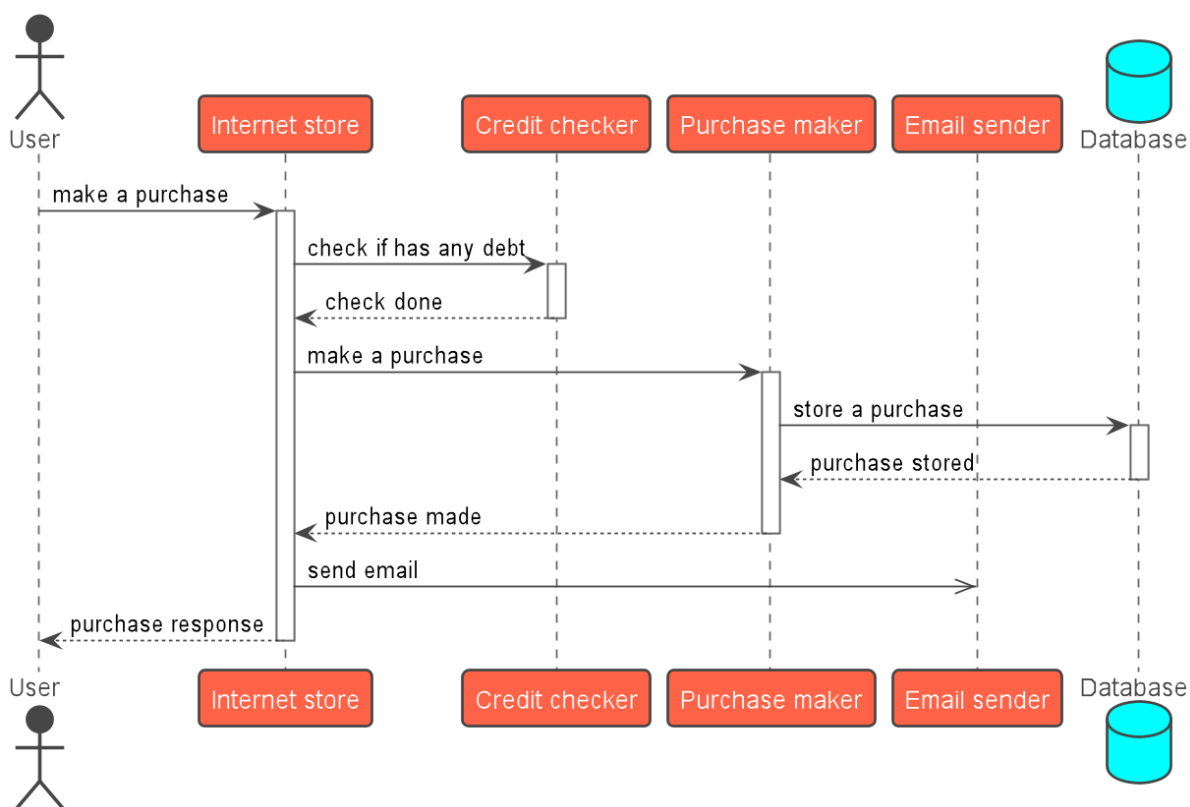 User
Internet store
Credit checker
Purchase maker
Email sender
Database
make a purchase
check if has any debt
check done
make a purchase
store a purchase
purchase stored
purchase made
send email
purchase response
User
Internet store
Credit checker
Purchase maker
Email sender
Database